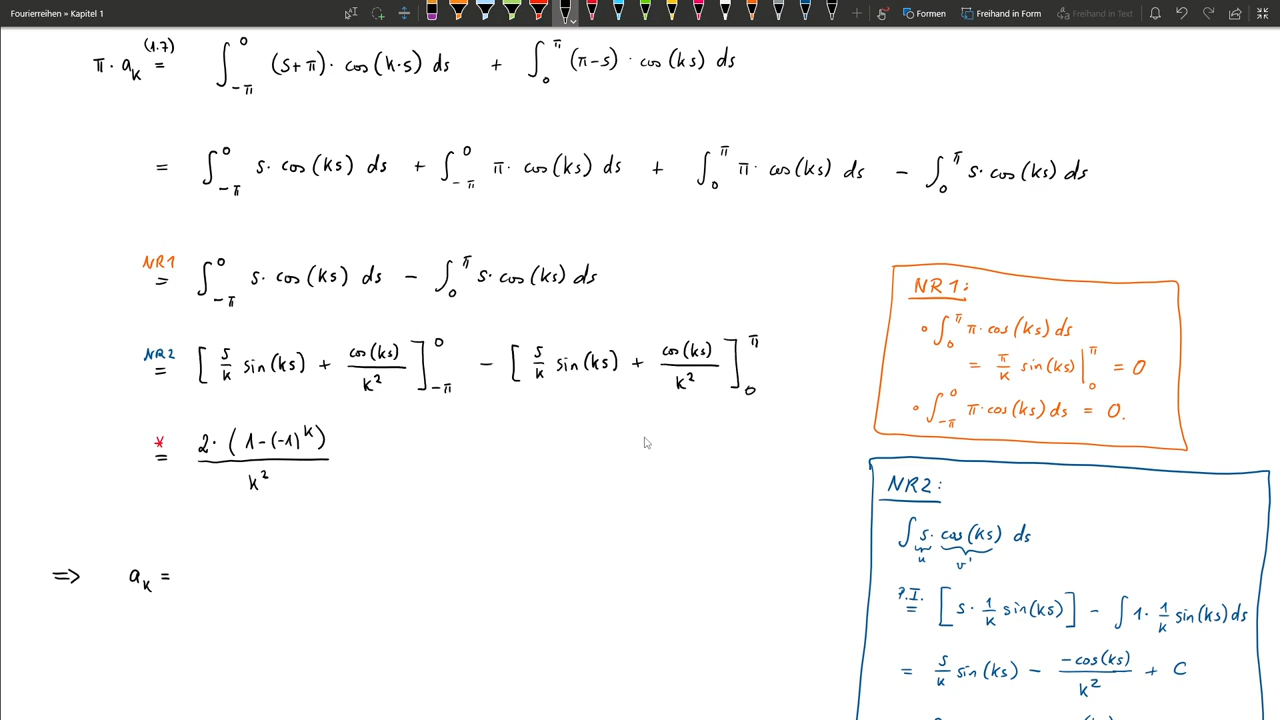 Fourierreihen » Kapitel 1
Formen Freihand in Form Freihand in Text
π · a_k (1.7)= ∫_{-π}^{0} (s+π) · cos(k·s) ds + ∫_{0}^{π} (π-s) · cos(ks) ds
= ∫_{-π}^{0} s · cos(ks) ds + ∫_{-π}^{0} π · cos(ks) ds + ∫_{0}^{π} π · cos(ks) ds - ∫_{0}^{π} s · cos(ks) ds
NR1
= ∫_{-π}^{0} s · cos(ks) ds - ∫_{0}^{π} s · cos(ks) ds
NR2
= [s/k sin(ks) + cos(ks)/k²]_{-π}^{0} - [s/k sin(ks) + cos(ks)/k²]_{0}^{π}
*
= 2 · (1-(-1)^k) / k²
=> a_k =
NR1:
• ∫_{0}^{π} π · cos(ks) ds
= π/k sin(ks) |_{0}^{π} = 0
• ∫_{-π}^{0} π · cos(ks) ds = 0.
NR2:
∫ s · cos(ks) ds
u v'
P.I.
= [s · 1/k sin(ks)] - ∫ 1 · 1/k sin(ks) ds
= s/k sin(ks) - -cos(ks)/k² + C